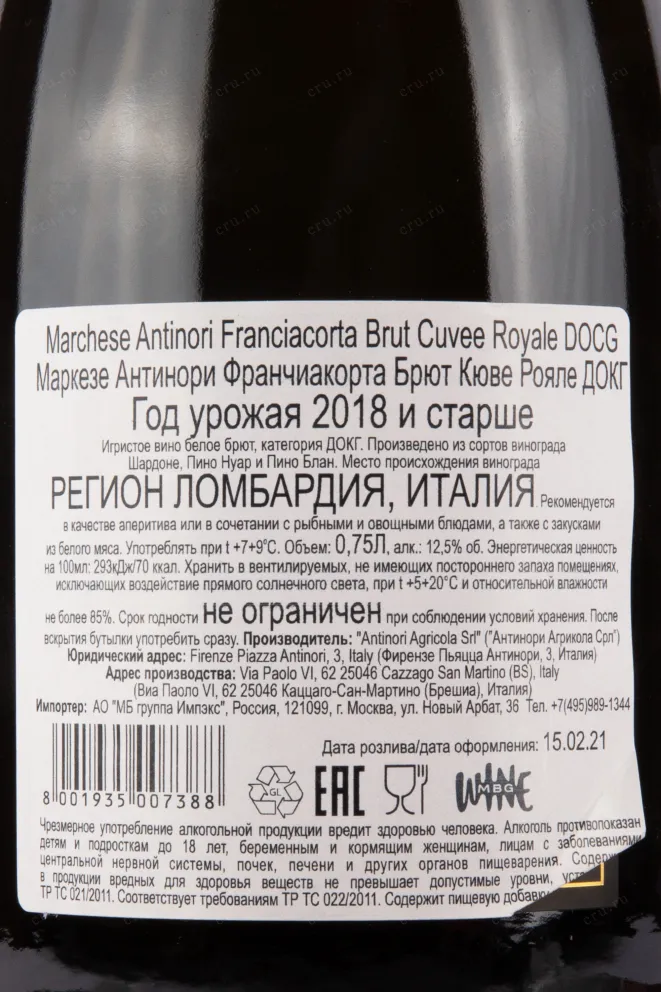 Marchese Antinori Franciacorta Brut Cuvee Royale DOCG
Маркезе Антинори Франчиакорта Брют Кюве Рояле ДОКГ
Год урожая 2018 и старше
Игристое вино белое брют, категория ДОКГ. Произведено из сортов винограда
Шардоне, Пино Нуар и Пино Блан. Место происхождения винограда
РЕГИОН ЛОМБАРДИЯ, ИТАЛИЯ. Рекомендуется
в качестве аперитива или в сочетании с рыбными и овощными блюдами, а также с закусками
из белого мяса. Употреблять при t +7+9°С. Объем: 0,75Л, алк.: 12,5% об. Энергетическая ценность
на 100мл: 293кДж/70 ккал. Хранить в вентилируемых, не имеющих постороннего запаха помещениях,
исключающих воздействие прямого солнечного света, при t +5+20°С и относительной влажности
не более 85%. Срок годности не ограничен при соблюдении условий хранения. После
вскрытия бутылки употребить сразу. Производитель: "Antinori Agricola Srl" ("Антинори Агрикола Срл")
Юридический адрес: Firenze Piazza Antinori, 3, Italy (Фирензе Пьяцца Антинори, 3, Италия)
Адрес производства: Via Paolo VI, 62 25046 Cazzago San Martino (BS), Italy
(Виа Паоло VI, 62 25046 Каццаго-Сан-Мартино (Брешиа), Италия)
Импортер: АО "МБ группа Импэкс", Россия, 121099, г. Москва, ул. Новый Арбат, 36 Тел. +7(495)989-1344
Дата розлива/дата оформления: 15.02.21
8 001935 007388
GL
EAC
WINE
MBG
Чрезмерное употребление алкогольной продукции вредит здоровью человека. Алкоголь противопоказан
детям и подросткам до 18 лет, беременным и кормящим женщинам, лицам с заболеваниями
центральной нервной системы, почек, печени и других органов пищеварения. Содерж
в продукции вредных для здоровья веществ не превышает допустимые уровни, уст
ТР ТС 021/2011. Соответствует требованиям ТР ТС 022/2011. Содержит пищевую добавк
cru.ru